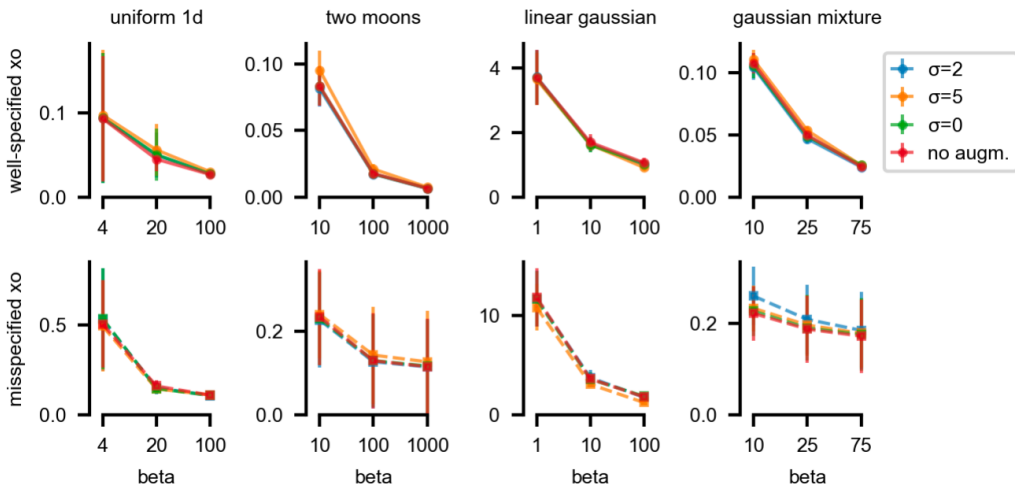 uniform 1d two moons linear gaussian gaussian mixture
well-specified xo
0.1
0.0
4 20 100
0.10
0.05
0.00
10 100 1000
4
2
0
1 10 100
0.10
0.05
0.00
10 25 75
σ=2
σ=5
σ=0
no augm.
misspecified xo
0.5
0.0
4 20 100
beta
0.2
0.0
10 100 1000
beta
10
0
1 10 100
beta
0.2
0.0
10 25 75
beta